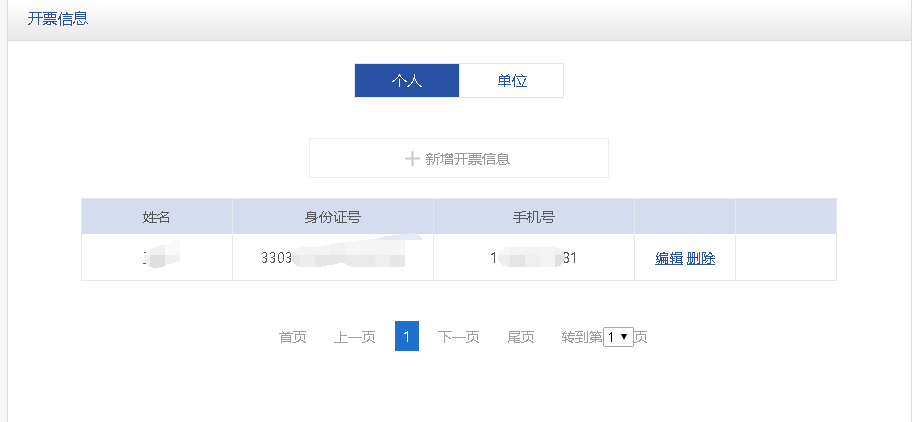 开票信息
个人 单位
新增开票信息
姓名 身份证号 手机号
3303 1 31 编辑 删除
首页 上一页 1 下一页 尾页 转到第 1 页